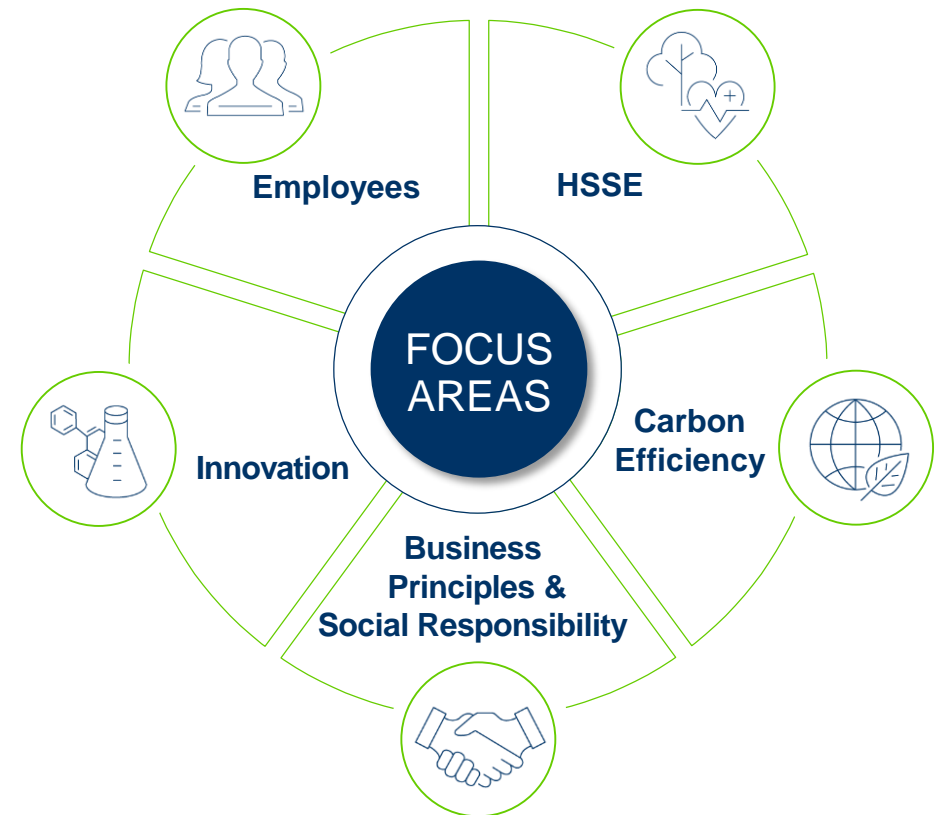 Employees
HSSE
FOCUS
AREAS
Carbon
Efficiency
Innovation
Business
Principles &
Social Responsibility